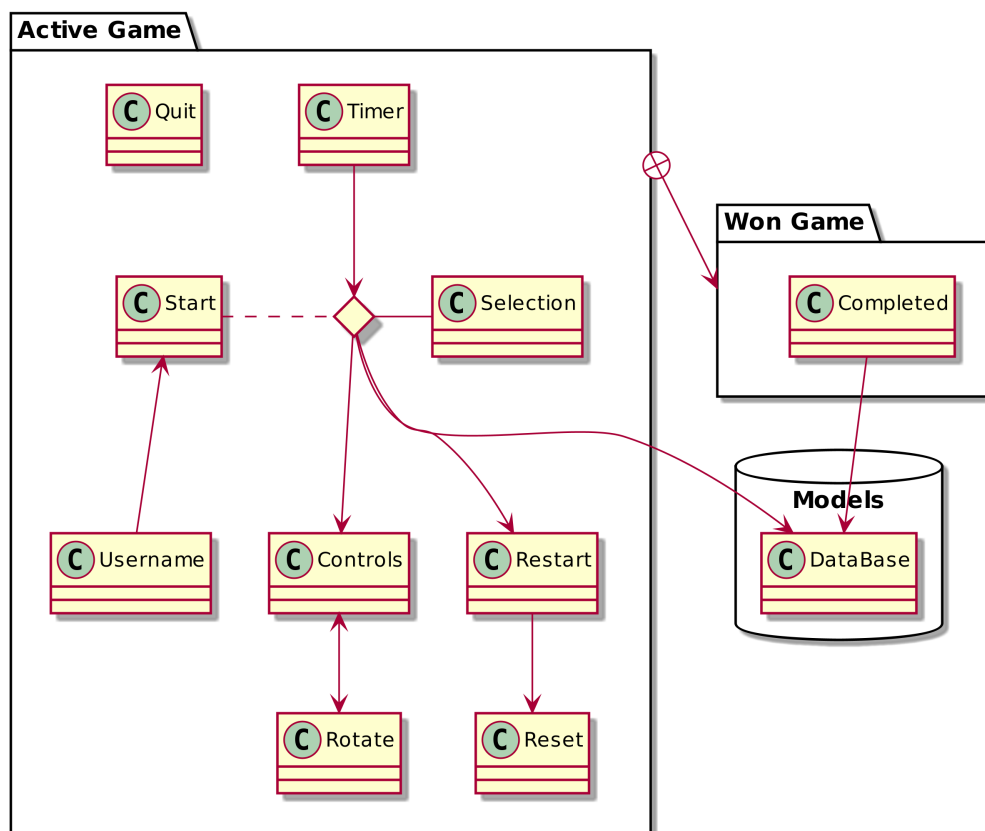 Active Game
C Quit
C Timer
Won Game
C Start
C Selection
C Completed
Models
C Username
C Controls
C Restart
C DataBase
C Rotate
C Reset